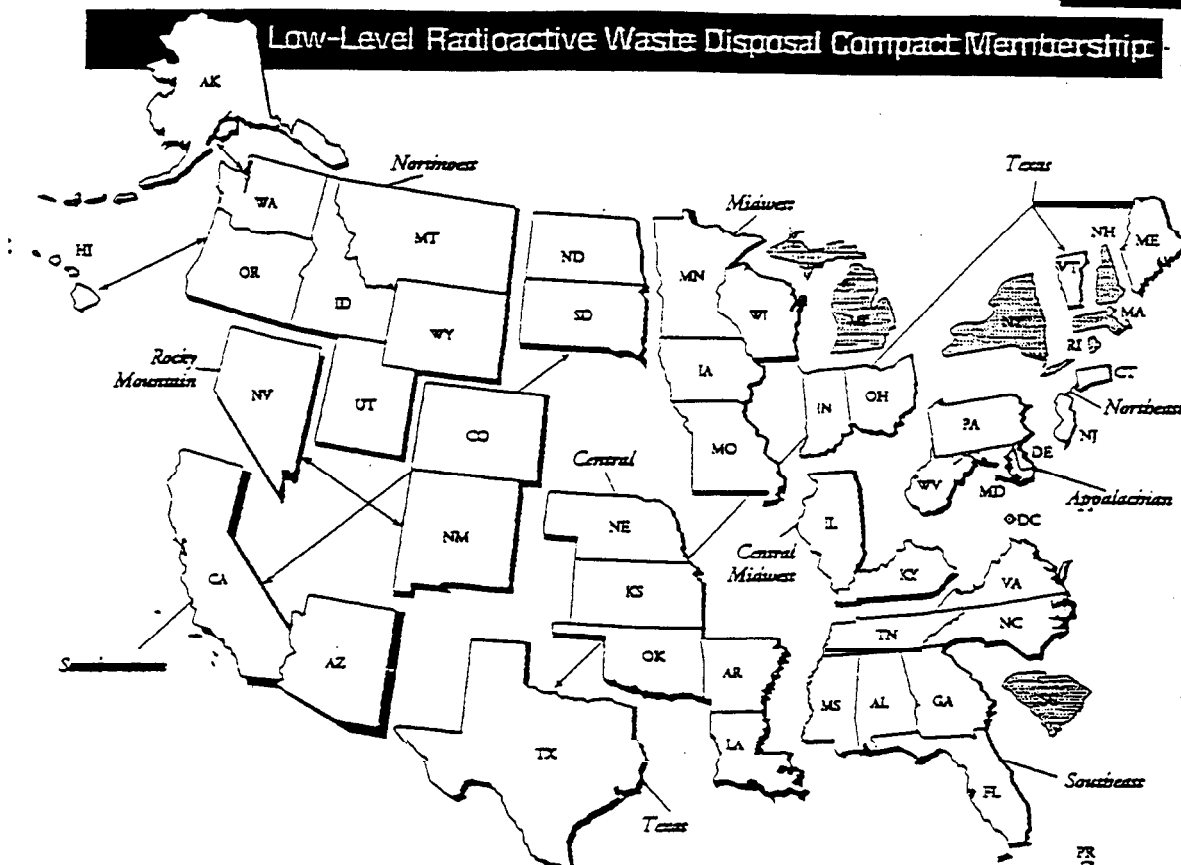 Low-Level Radioactive Waste Disposal Compact Membership
AK
Northwest
Texas
WA
Midwest
HI
MT
ND
NH
ME
OR
MN
VT
ID
SD
WI
MA
WY
RI
Rocky
Mountain
IA
CT
NV
UT
IN
OH
Northeast
CO
MO
PA
NJ
DE
Central
WV
MD
Appalachian
NE
IL
DC
NM
Central
Midwest
CA
KS
KY
VA
TN
NC
AZ
OK
AR
MS
AL
GA
SC
TX
LA
FL
Southeast
Texas
PR